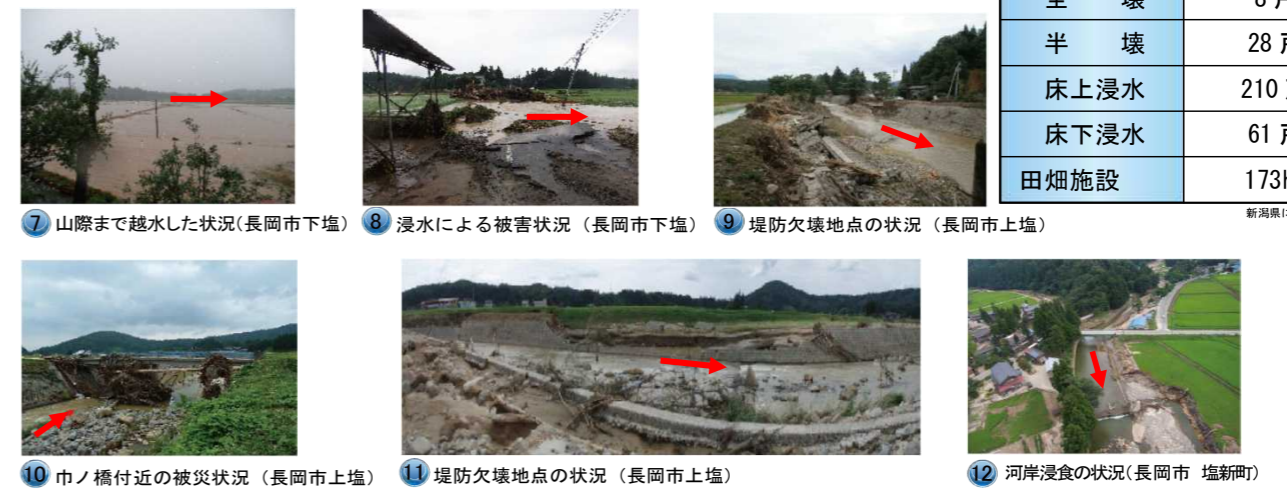 半 壊 28
床上浸水 210
床下浸水 61
田畑施設 173
新潟県
7 山際まで越水した状況(長岡市下塩)
8 浸水による被害状況（長岡市下塩）
9 堤防欠壊地点の状況（長岡市上塩）
10 巾ノ橋付近の被災状況（長岡市上塩）
11 堤防欠壊地点の状況（長岡市上塩）
12 河岸浸食の状況(長岡市 塩新町)